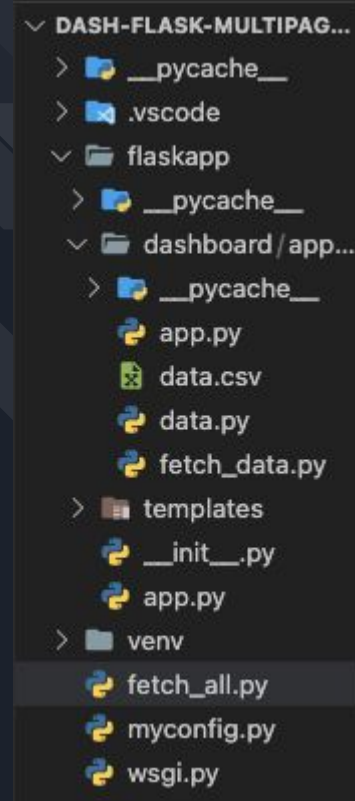 DASH-FLASK-MULTIPAG...
__pycache__
.vscode
flaskapp
__pycache__
dashboard/app...
__pycache__
app.py
data.csv
data.py
fetch_data.py
templates
__init__.py
app.py
venv
fetch_all.py
myconfig.py
wsgi.py